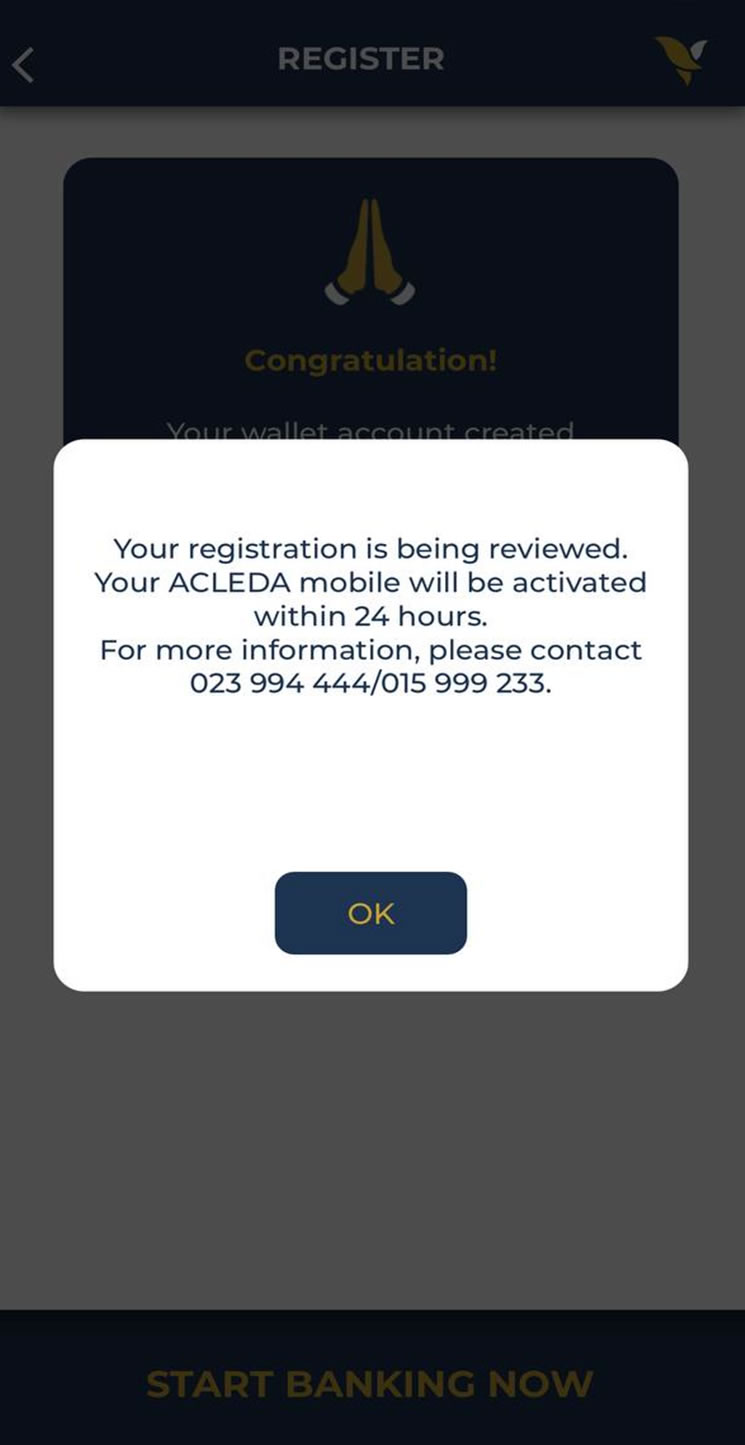 REGISTER
Congratulation!
Your wallet account created
Your registration is being reviewed.
Your ACLEDA mobile will be activated
within 24 hours.
For more information, please contact
023 994 444/015 999 233.
OK
START BANKING NOW